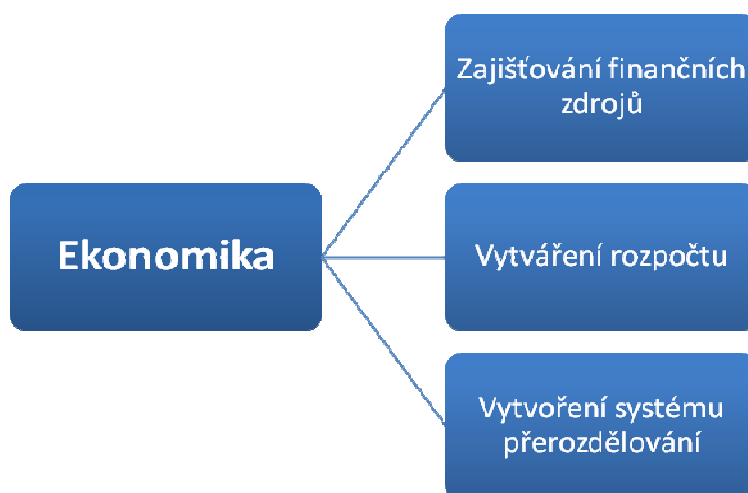 Ekonomika
Zajišťování finančních
zdrojů
Vytváření rozpočtu
Vytvoření systému
přerozdělování